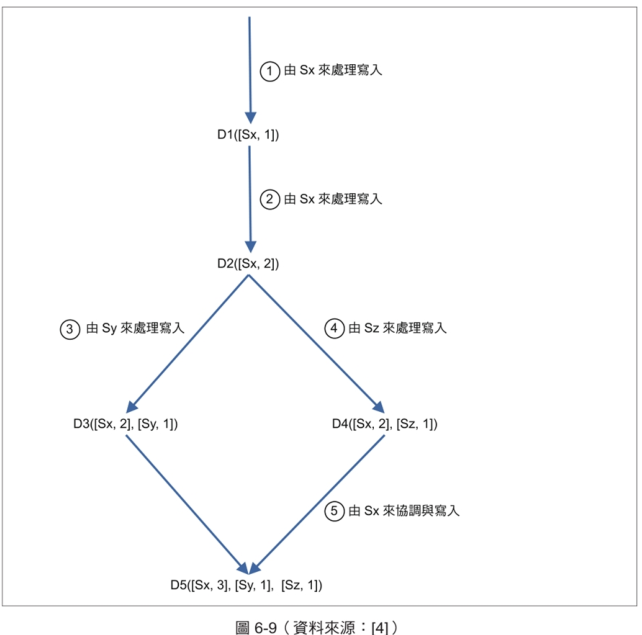 ① 由 Sx 來處理寫入
D1([Sx, 1])
② 由 Sx 來處理寫入
D2([Sx, 2])
③ 由 Sy 來處理寫入
④ 由 Sz 來處理寫入
D3([Sx, 2], [Sy, 1])
D4([Sx, 2], [Sz, 1])
⑤ 由 Sx 來協調與寫入
D5([Sx, 3], [Sy, 1], [Sz, 1])
圖 6-9（資料來源：[4]）